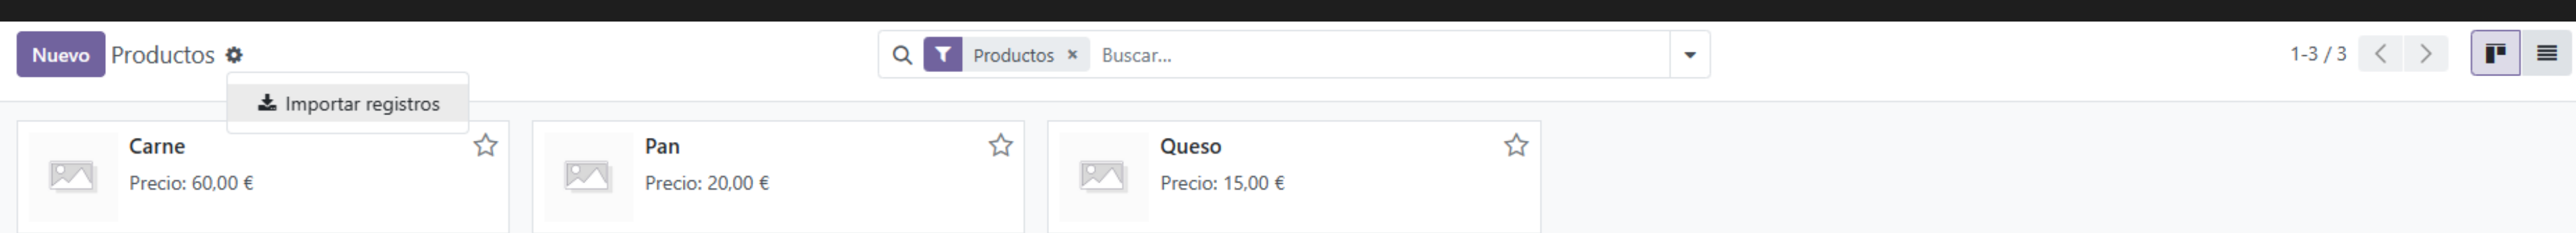 Nuevo Productos
Productos × Buscar...
1-3 / 3
Importar registros
Carne
Precio: 60,00 €
Pan
Precio: 20,00 €
Queso
Precio: 15,00 €